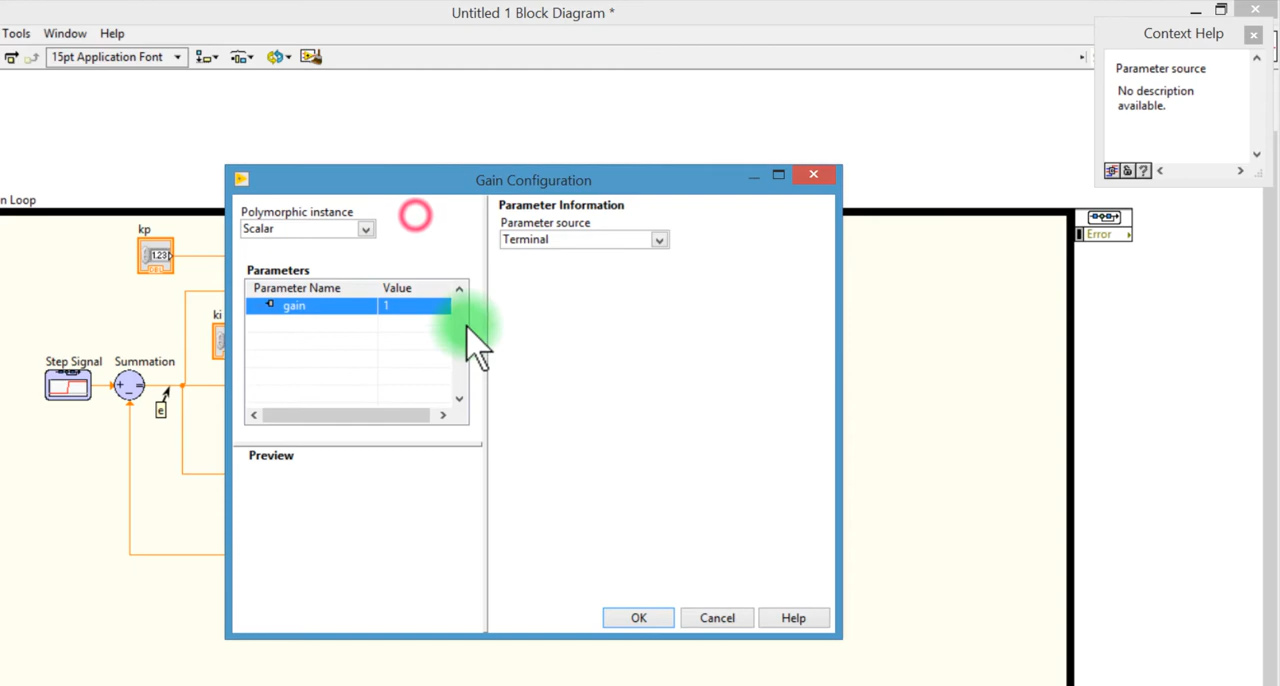 Untitled 1 Block Diagram *
Tools Window Help
15pt Application Font
Context Help
Parameter source
No description
available.
Gain Configuration
Polymorphic instance
Scalar
Parameter Information
Parameter source
Terminal
n Loop
kp
1.23
Error
Parameters
Parameter Name Value
gain 1
ki
Step Signal Summation
e
Preview
OK Cancel Help